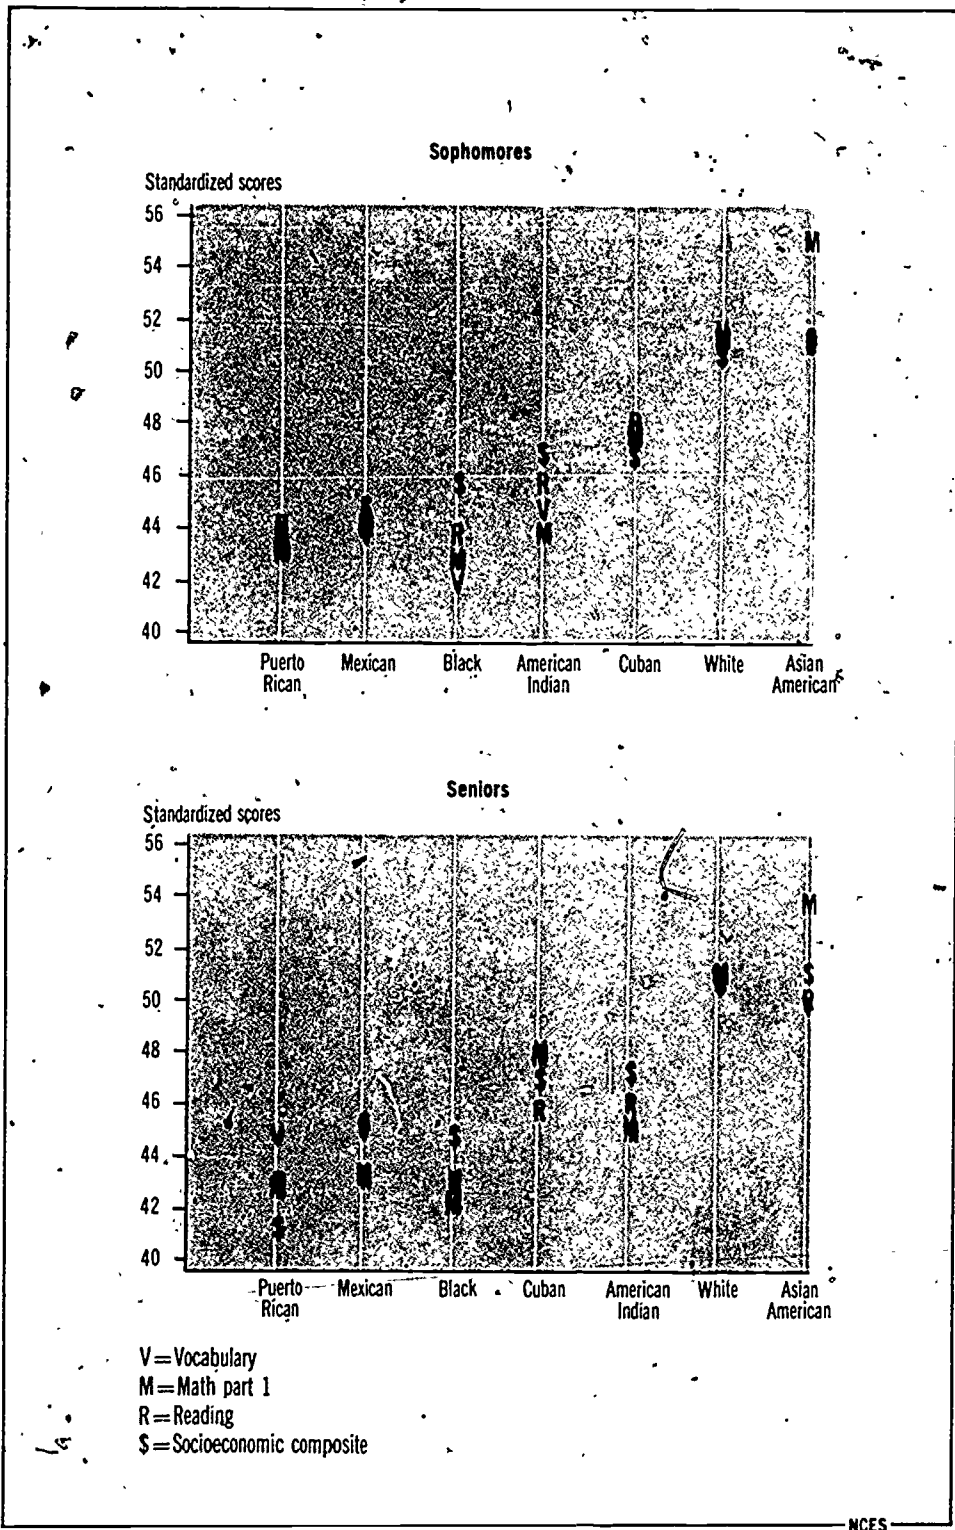 Sophomores
Standardized scores
56
54
52
50
48
46
44
42
40
M
S
S
R
V
R
M
M
V
R
S
Puerto Rican
Mexican
Black
American Indian
Cuban
White
Asian American
Seniors
Standardized scores
56
54
52
50
48
46
44
42
40
M
S
R
M
S
R
S
R
M
V
S
M
$
Puerto Rican
Mexican
Black
Cuban
American Indian
White
Asian American
V=Vocabulary
M=Math part 1
R=Reading
$=Socioeconomic composite
NCES